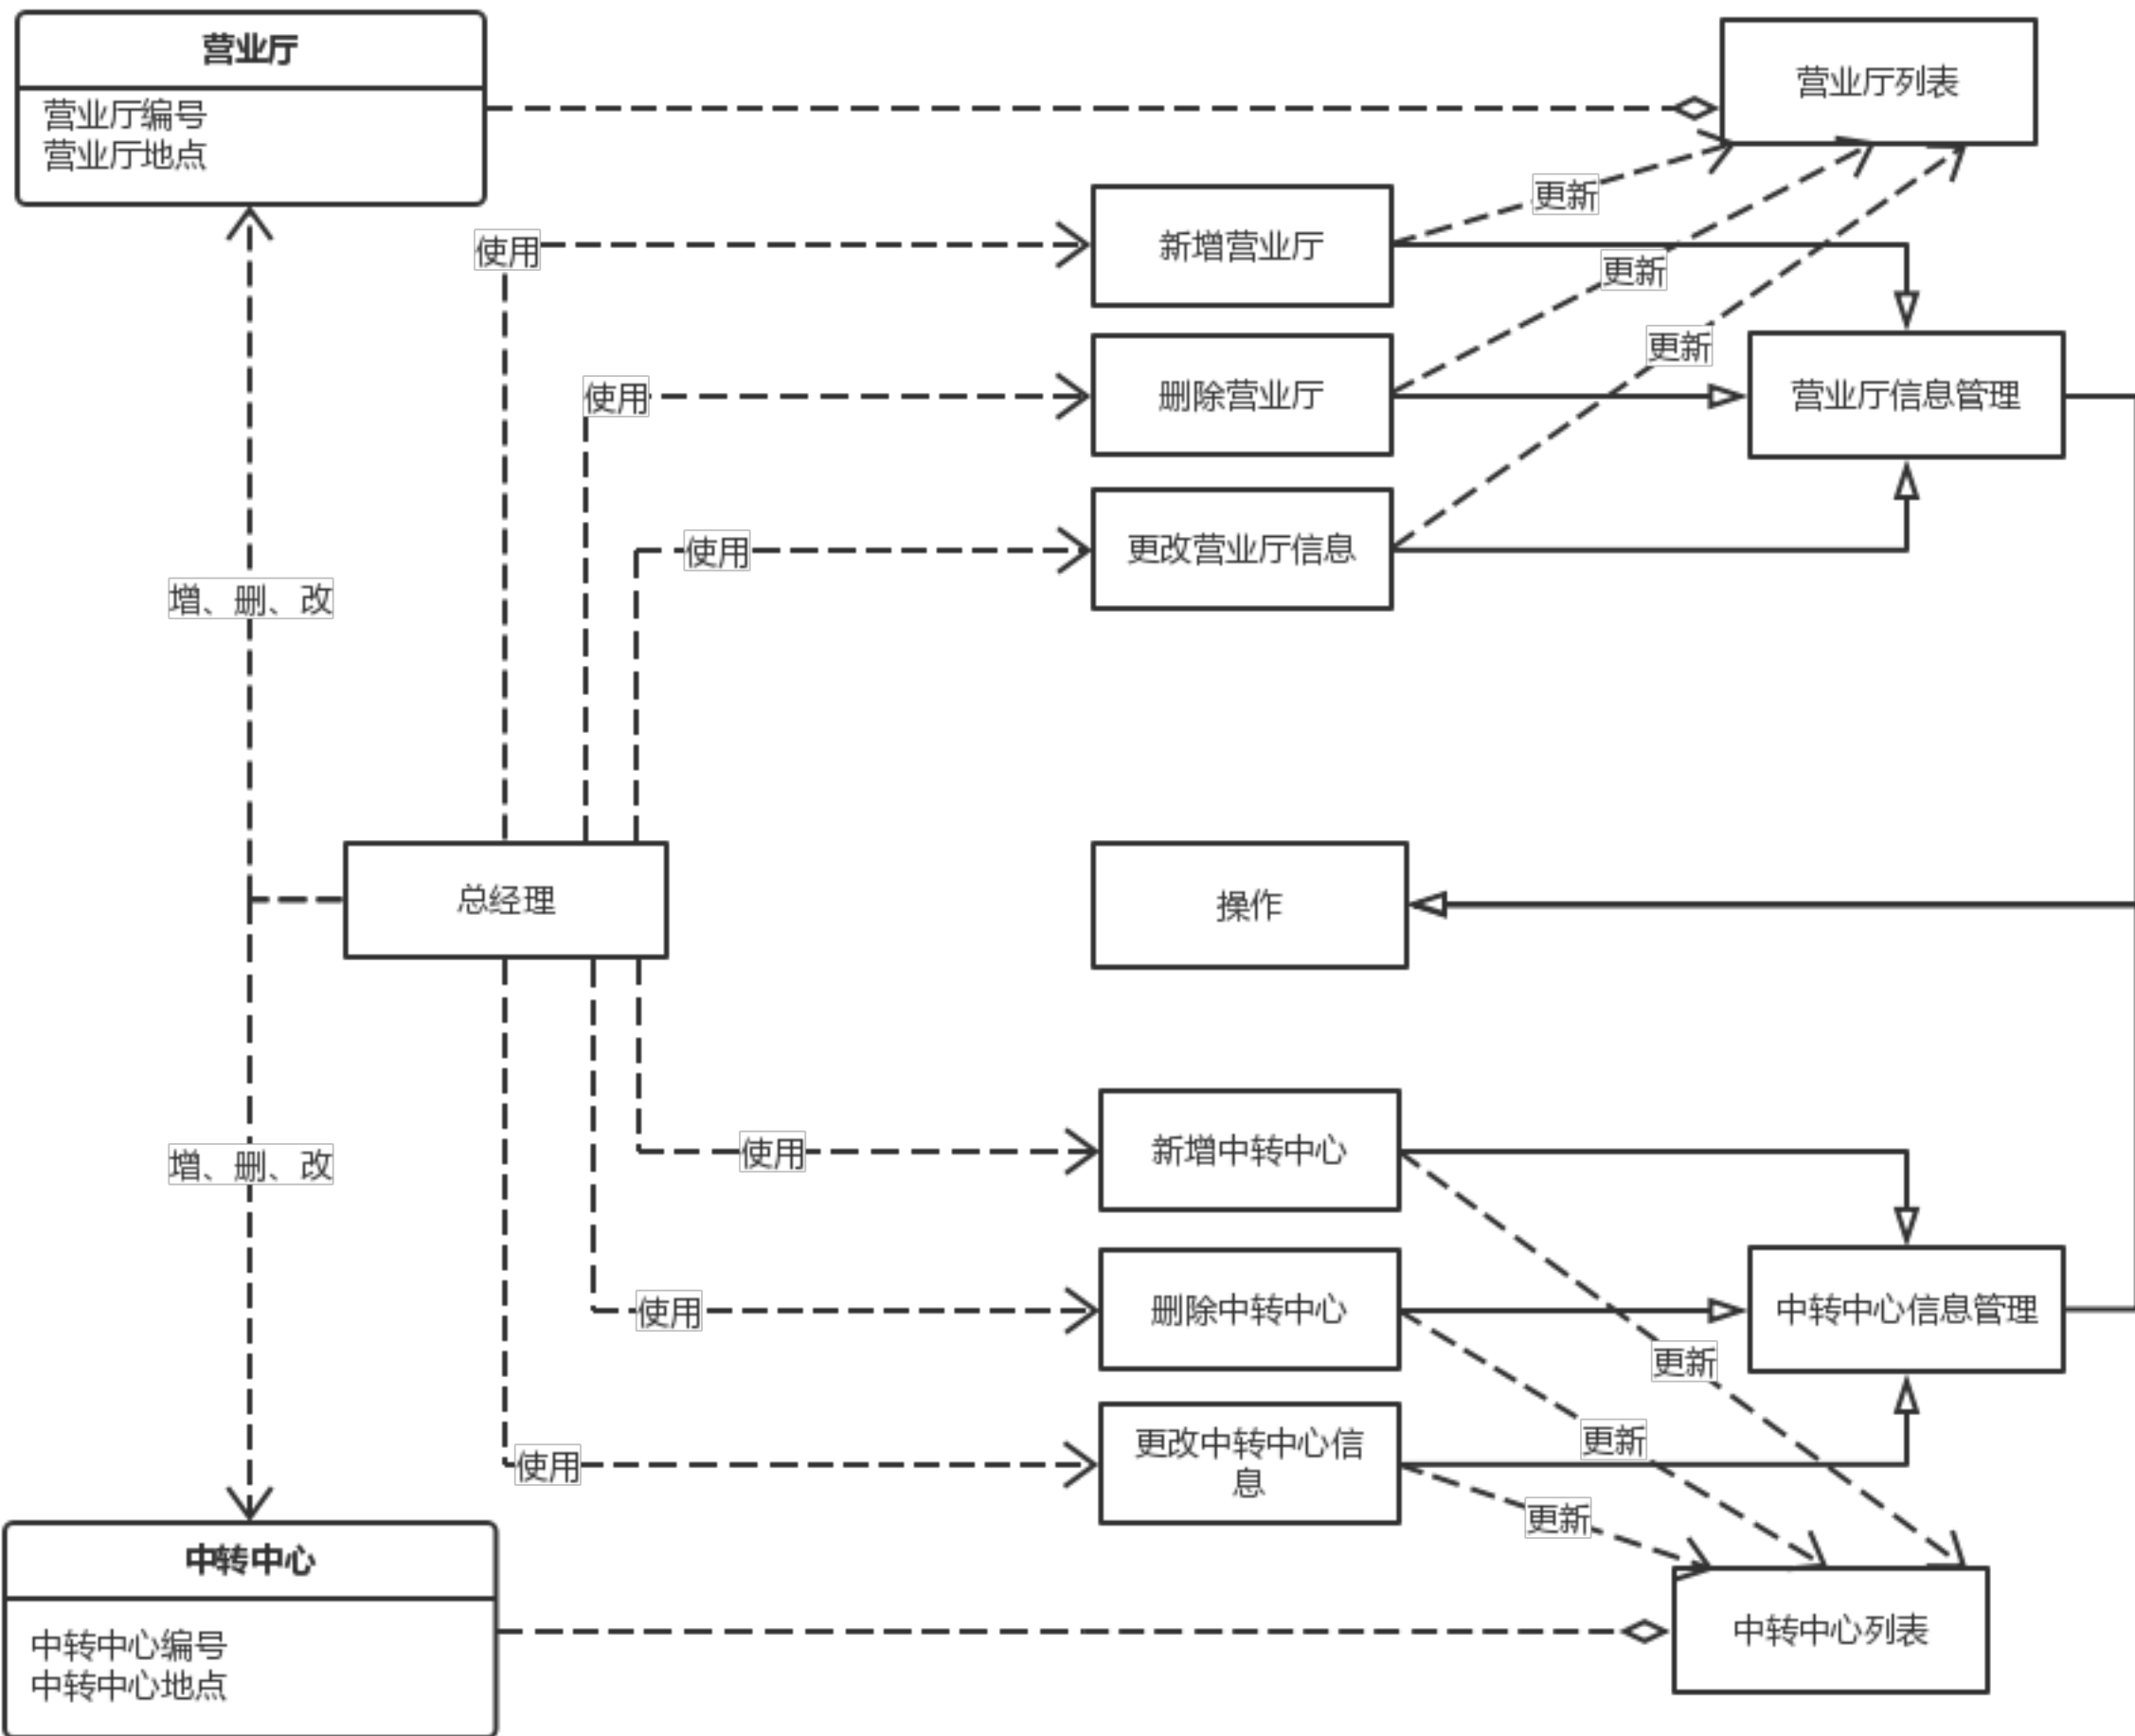 营业厅
营业厅编号
营业厅地点
营业厅列表
更新
使用
新增营业厅
更新
更新
使用
删除营业厅
营业厅信息管理
使用
更改营业厅信息
增、删、改
总经理
操作
增、删、改
使用
新增中转中心
使用
删除中转中心
中转中心信息管理
更新
更新
使用
更改中转中心信
息
更新
中转中心
中转中心编号
中转中心地点
中转中心列表